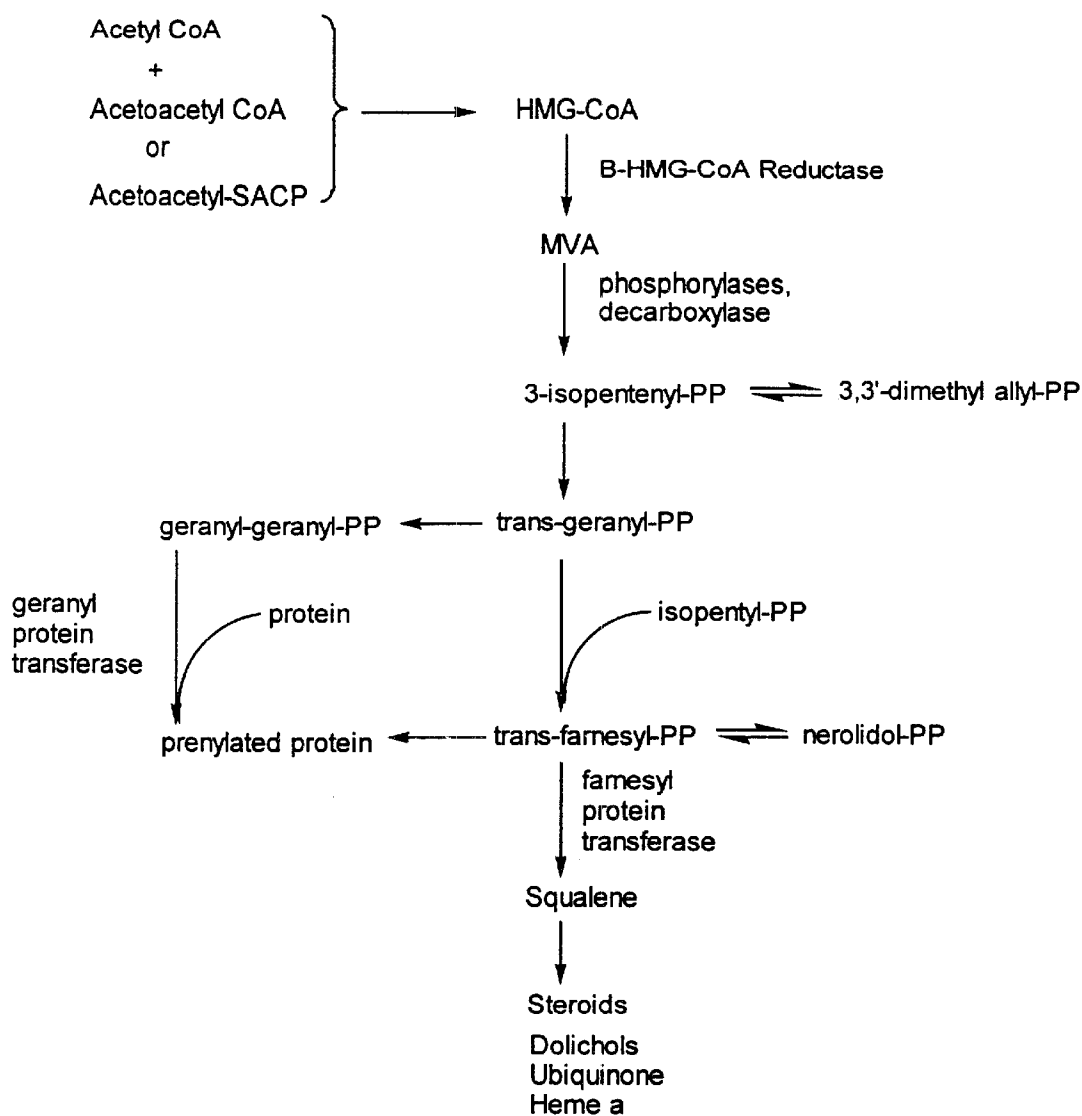 Acetyl CoA
+
Acetoacetyl CoA
or
Acetoacetyl-SACP
HMG-CoA
B-HMG-CoA Reductase
MVA
phosphorylases,
decarboxylase
3-isopentenyl-PP
3,3'-dimethyl allyl-PP
geranyl-geranyl-PP
trans-geranyl-PP
geranyl
protein
transferase
protein
isopentyl-PP
prenylated protein
trans-farnesyl-PP
nerolidol-PP
farnesyl
protein
transferase
Squalene
Steroids
Dolichols
Ubiquinone
Heme a